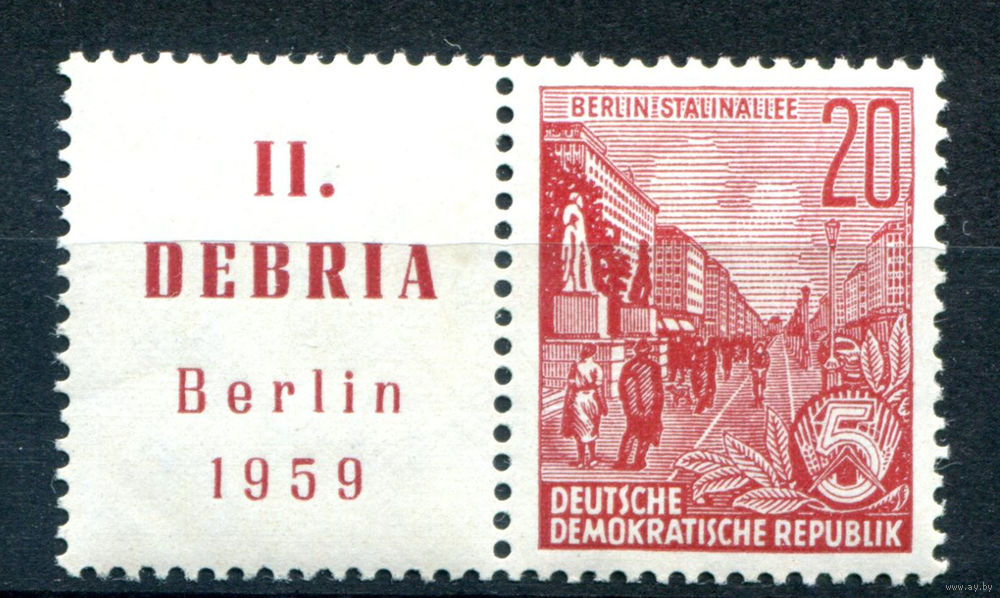 II.
DEBRIA
Berlin
1959
BERLIN-STALINALLEE
20
5
DEUTSCHE
DEMOKRATISCHE REPUBLIK
www.ay.by